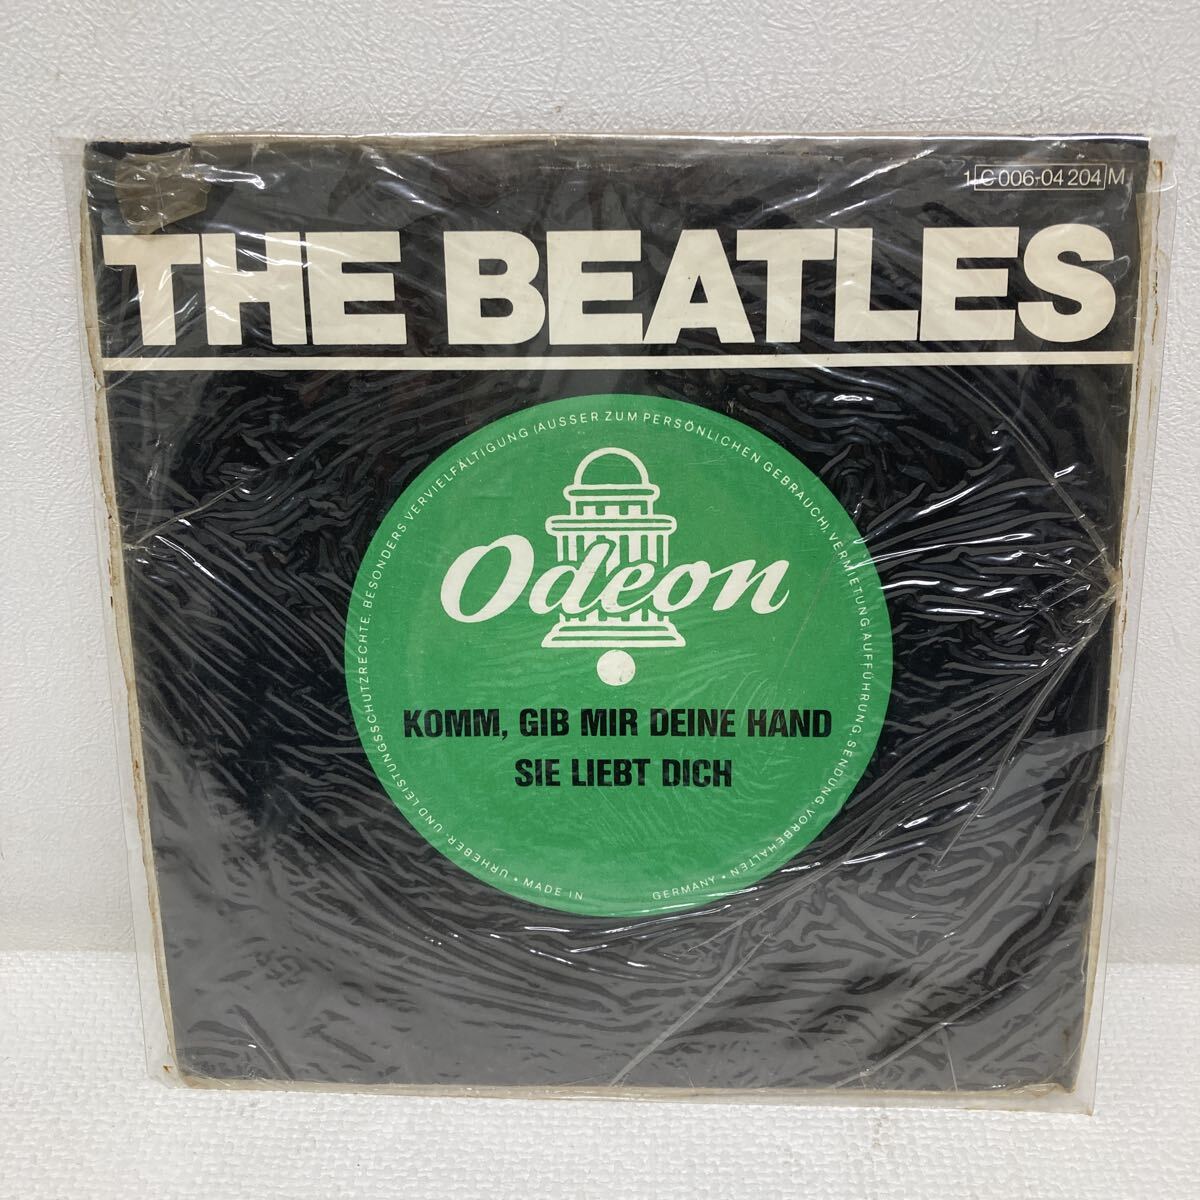 1 C 006-04 204 M
THE BEATLES
URHEBER- UND LEISTUNGSSCHUTZRECHTE, BESONDERS VERVIELFÄLTIGUNG (AUSSER ZUM PERSÖNLICHEN GEBRAUCH), VERMIETUNG, AUFFÜHRUNG, SENDUNG, VORBEHALTEN •
Odeon
KOMM, GIB MIR DEINE HAND
SIE LIEBT DICH
• MADE IN GERMANY •